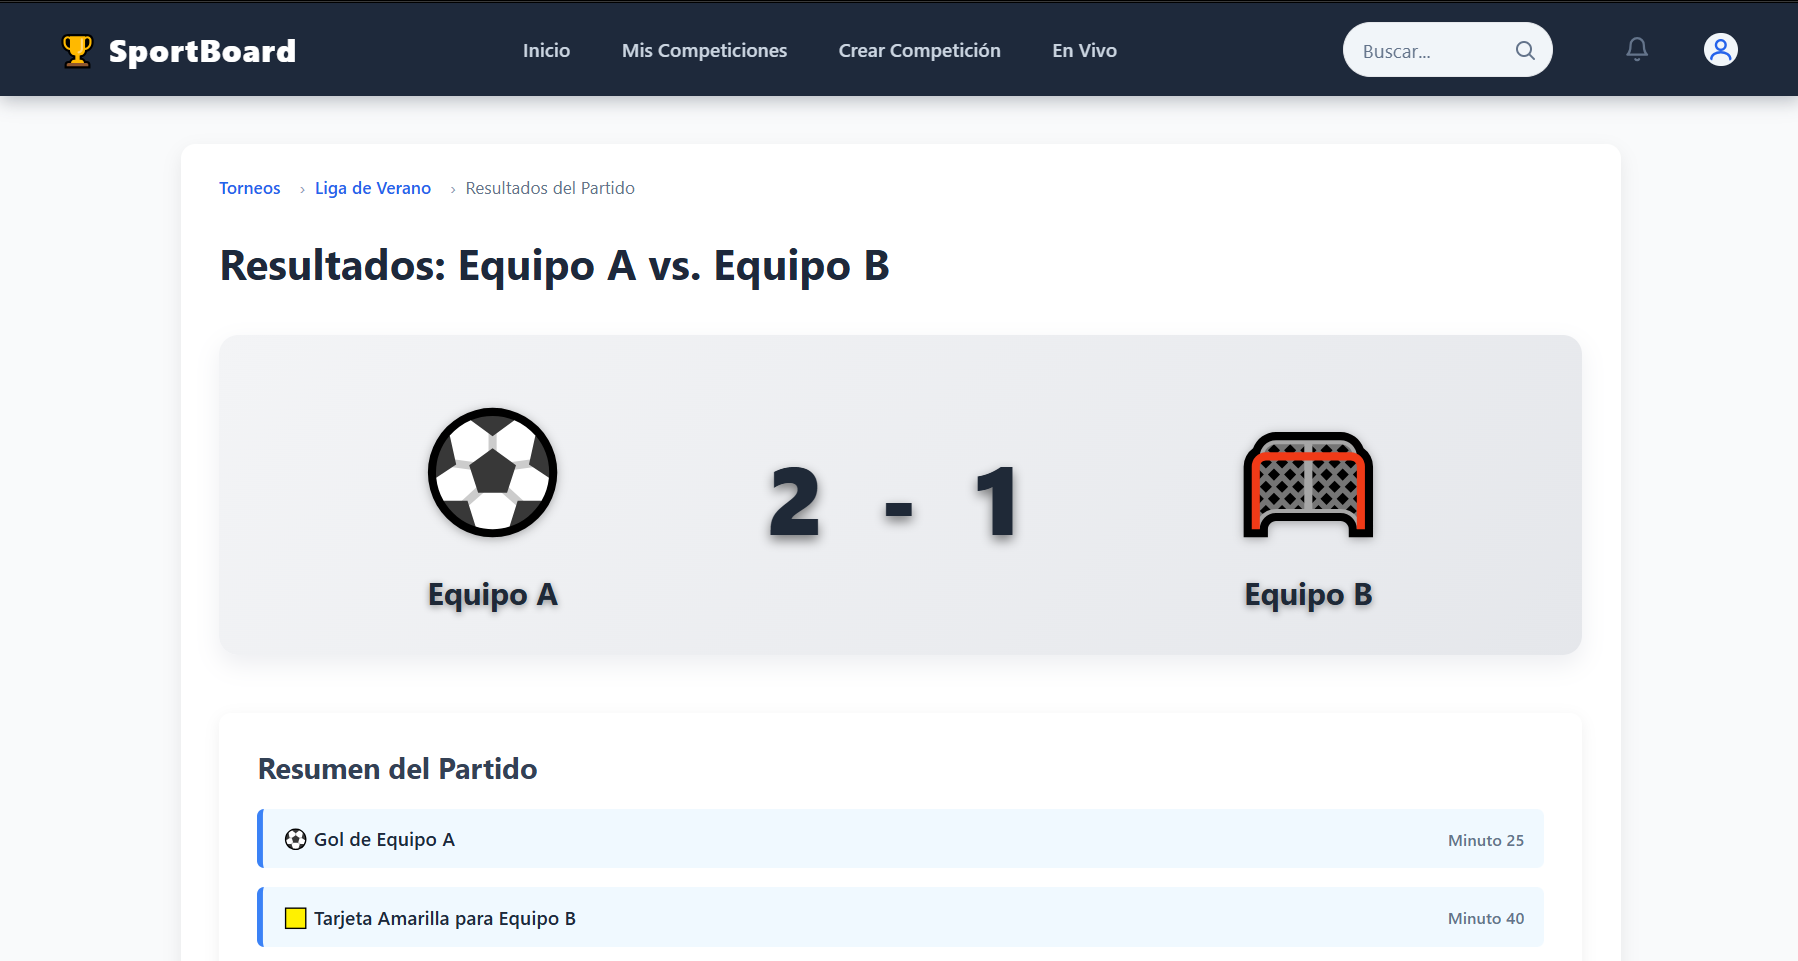 SportBoard
Inicio Mis Competiciones Crear Competición En Vivo
Buscar...
Torneos › Liga de Verano › Resultados del Partido
Resultados: Equipo A vs. Equipo B
2 - 1
Equipo A Equipo B
Resumen del Partido
Gol de Equipo A Minuto 25
Tarjeta Amarilla para Equipo B Minuto 40